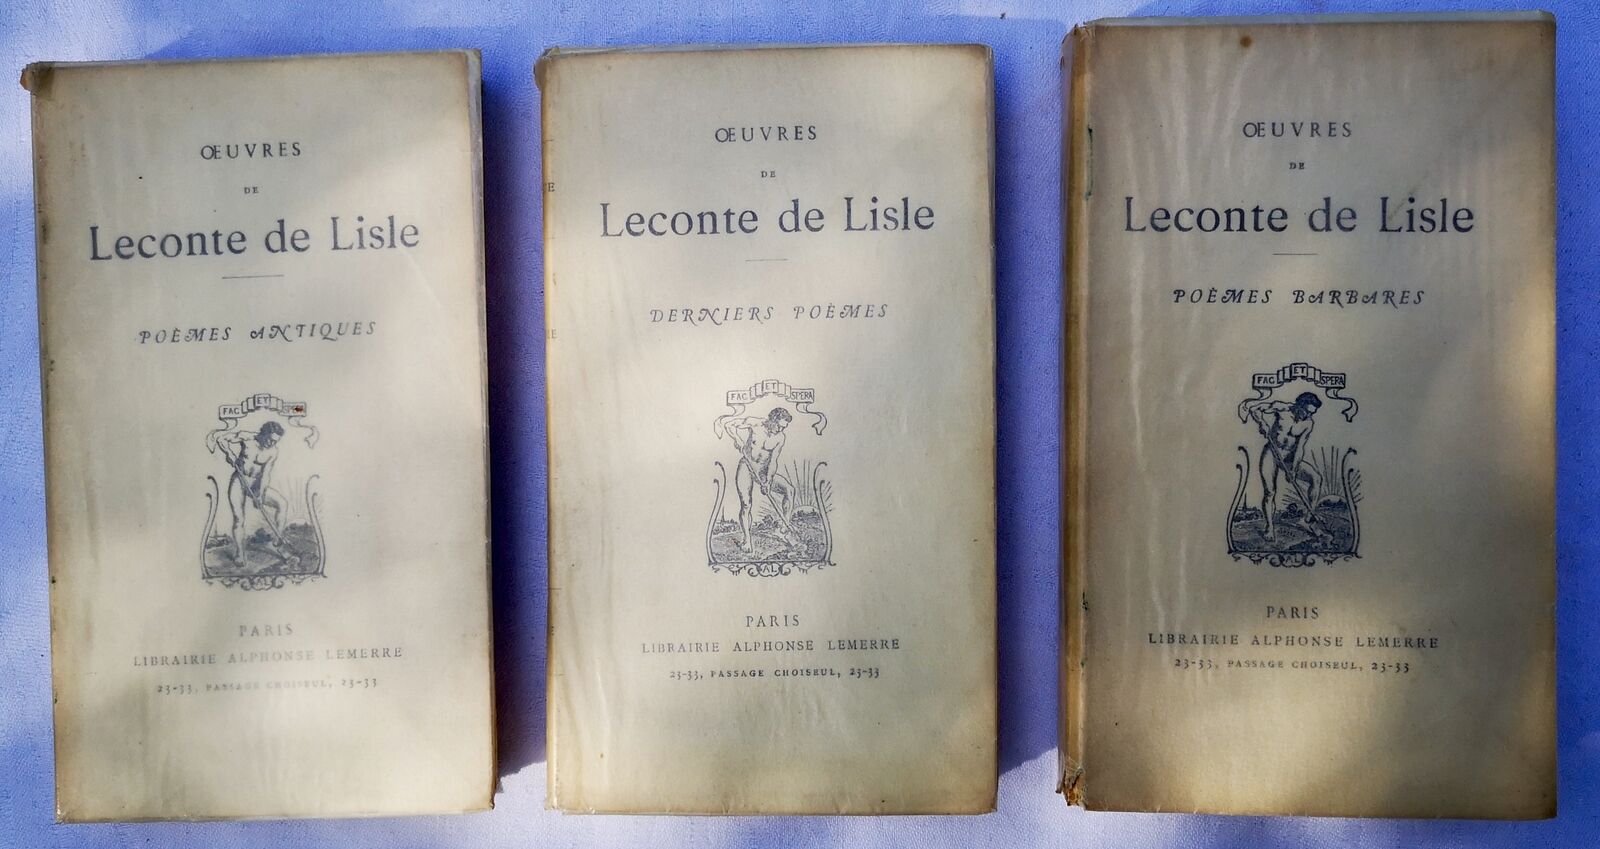 ŒUVRES
DE
Leconte de Lisle
POÈMES ANTIQUES
FAC ET SPERA
AL
PARIS
LIBRAIRIE ALPHONSE LEMERRE
23-33, PASSAGE CHOISEUL, 23-33
ŒUVRES
DE
Leconte de Lisle
DERNIERS POÈMES
FAC ET SPERA
AL
PARIS
LIBRAIRIE ALPHONSE LEMERRE
23-33, PASSAGE CHOISEUL, 23-33
ŒUVRES
DE
Leconte de Lisle
POÈMES BARBARES
FAC ET SPERA
AL
PARIS
LIBRAIRIE ALPHONSE LEMERRE
23-33, PASSAGE CHOISEUL, 23-33